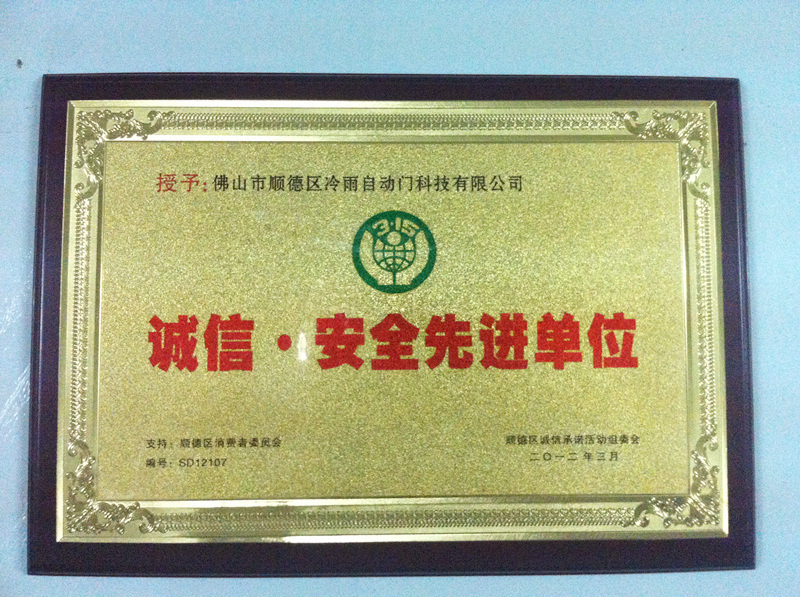 授予：佛山市顺德区冷雨自动门科技有限公司
3·15
诚信·安全先进单位
支持：顺德区消费者委员会
编号：SD12107
顺德区诚信承诺活动组委会
二〇一二年三月